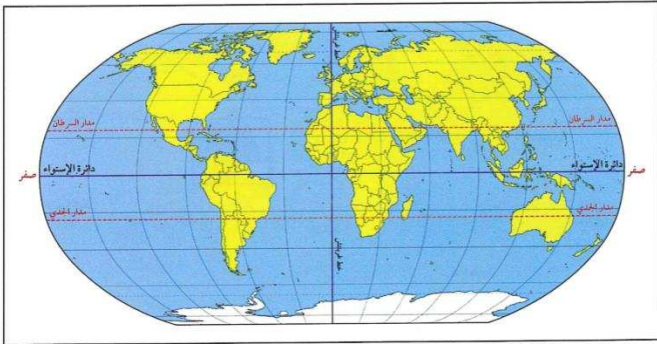 مدار السرطان
مدار السرطان
دائرة الإستواء
صفر
دائرة الإستواء
صفر
مدار الجدي
مدار الجدي